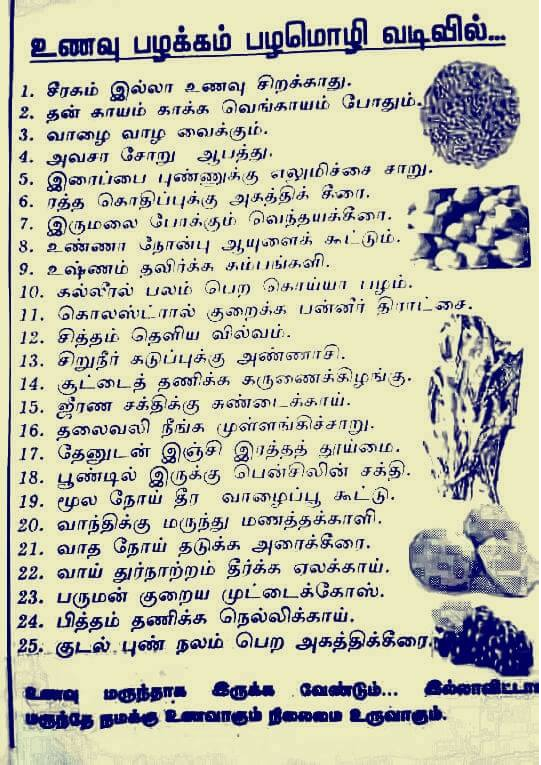 உணவு பழக்கம் பழமொழி வடிவில்...
1. சீரகம் இல்லா உணவு சிறக்காது.
2. தன் காயம் காக்க வெங்காயம் போதும்.
3. வாழை வாழ வைக்கும்.
4. அவசா சோறு ஆபத்து.
5. இரைப்பை புண்ணுக்கு எலுமிச்சை சாறு.
6. ரத்த கொதிப்புக்கு அகத்திக் கீரை.
7. இருமலை போக்கும் வெந்தயக்கீரை.
8. உண்ணா நோன்பு ஆயுளைக் கூட்டும்.
9. உஷ்ணம் தவிர்க்க கம்பங்களி.
10. கல்லீரல் பலம் பெற கொய்யா பழம்.
11. கொலஸ்ட்ரால் குறைக்க பன்னீர் திராட்சை.
12. சித்தம் தெளிய வில்வம்.
13. சிறுநீர் கடுப்புக்கு அண்ணாசி.
14. சூட்டைத் தணிக்க கருணைக்கிழங்கு.
15. ஜீரண சக்திக்கு சுண்டைக்காய்.
16. தலைவலி நீங்க முள்ளங்கிச்சாறு.
17. தேனுடன் இஞ்சி இரத்தத் தூய்மை.
18. பூண்டில் இருக்கு பென்சிலின் சக்தி.
19. மூல நோய் தீர வாழைப்பூ கூட்டு.
20. வாந்திக்கு மருந்து மணத்தக்காளி.
21. வாத நோய் தடுக்க அரைக்கீரை.
22. வாய் துர்நாற்றம் தீர்க்க ஏலக்காய்.
23. பருமன் குறைய முட்டைக்கோஸ்.
24. பித்தம் தணிக்க நெல்லிக்காய்.
25. குடல் புண் நலம் பெற அகத்திக்கீரை.
உணவு மருந்தாக இருக்க வேண்டும்... இல்லாவிட்டா
மருந்தே நமக்கு உணவாகும் நிலைமை உருவாகும்.